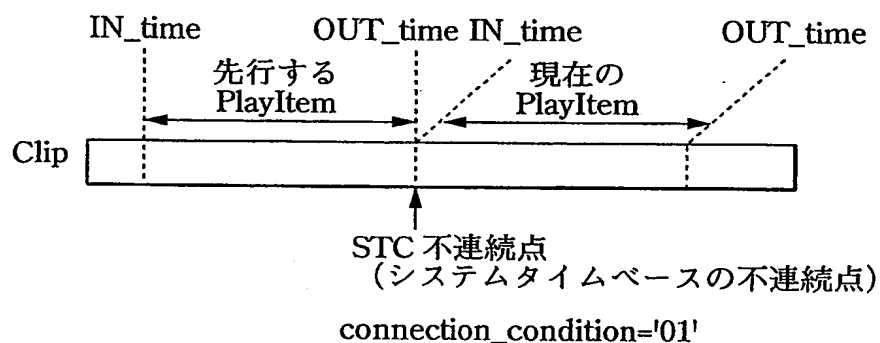 IN_time OUT_time IN_time OUT_time
先行する
PlayItem
現在の
PlayItem
Clip
STC 不連続点
(システムタイムベースの不連続点)
connection_condition='01'